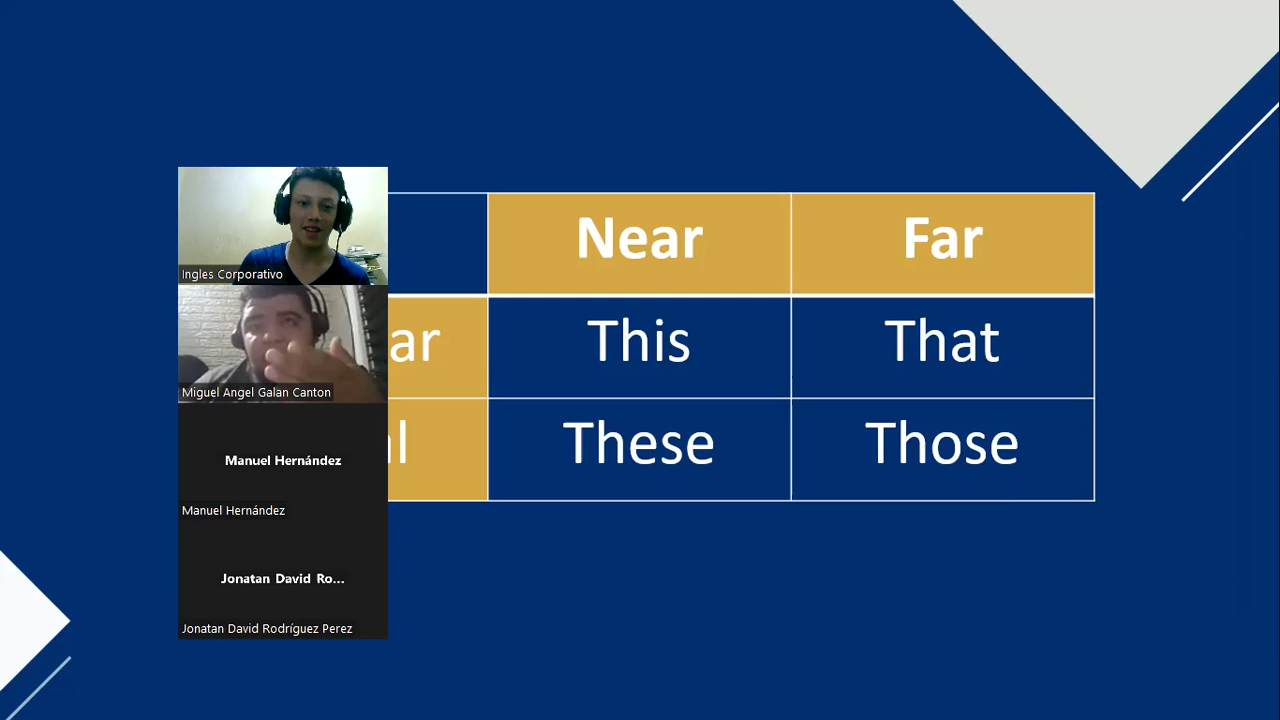 Near Far
This That
These Those
Ingles Corporativo
Miguel Angel Galan Canton
Manuel Hernández
Manuel Hernández
Jonatan David Ro...
Jonatan David Rodríguez Perez